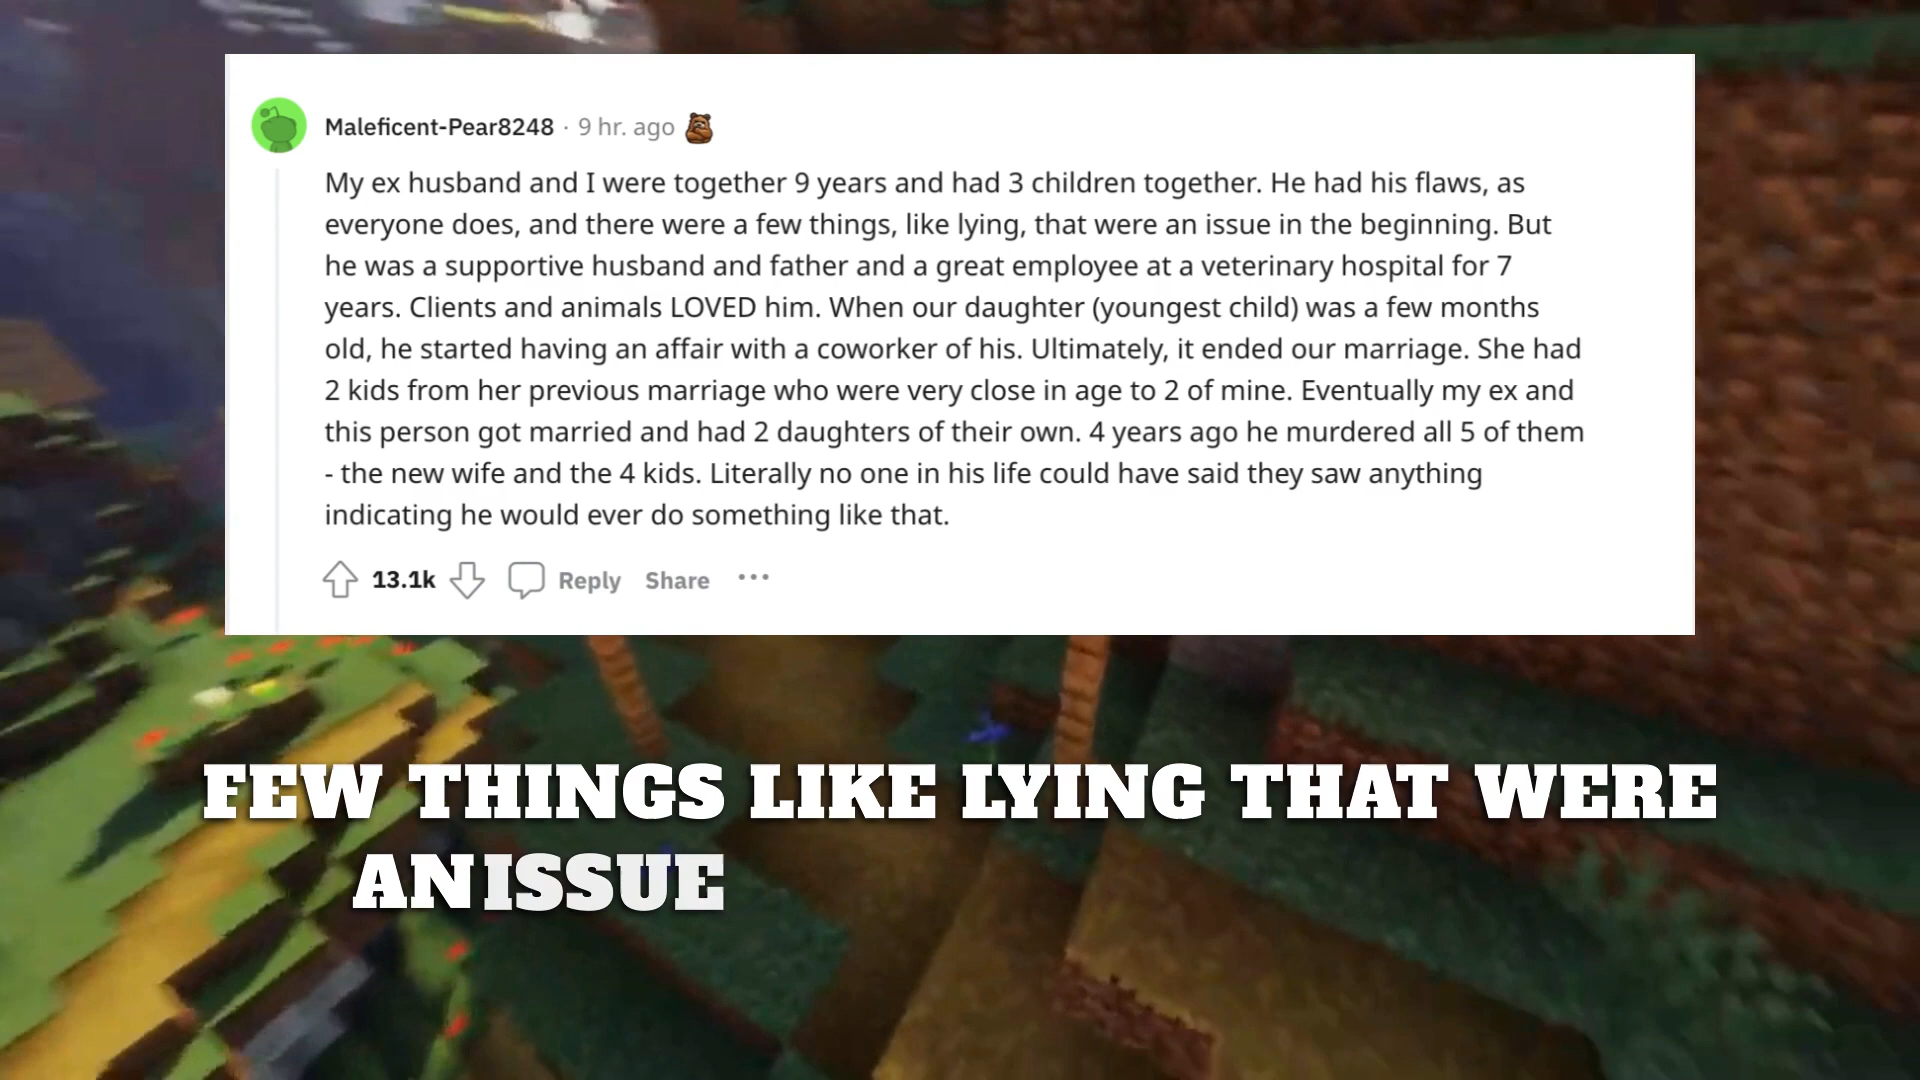 Maleficent-Pear8248 · 9 hr. ago
My ex husband and I were together 9 years and had 3 children together. He had his flaws, as
everyone does, and there were a few things, like lying, that were an issue in the beginning. But
he was a supportive husband and father and a great employee at a veterinary hospital for 7
years. Clients and animals LOVED him. When our daughter (youngest child) was a few months
old, he started having an affair with a coworker of his. Ultimately, it ended our marriage. She had
2 kids from her previous marriage who were very close in age to 2 of mine. Eventually my ex and
this person got married and had 2 daughters of their own. 4 years ago he murdered all 5 of them
- the new wife and the 4 kids. Literally no one in his life could have said they saw anything
indicating he would ever do something like that.
13.1k Reply Share ···
FEW THINGS LIKE LYING THAT WERE
AN ISSUE